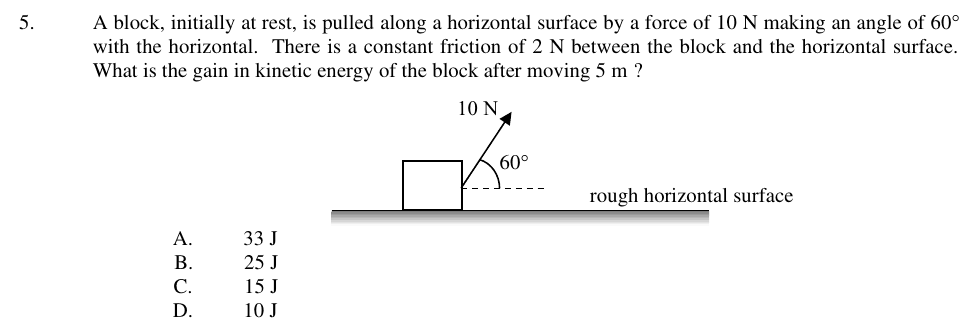 5. A block, initially at rest, is pulled along a horizontal surface by a force of 10 N making an angle of 60°
with the horizontal. There is a constant friction of 2 N between the block and the horizontal surface.
What is the gain in kinetic energy of the block after moving 5 m ?
10 N
60°
rough horizontal surface
A. 33 J
B. 25 J
C. 15 J
D. 10 J